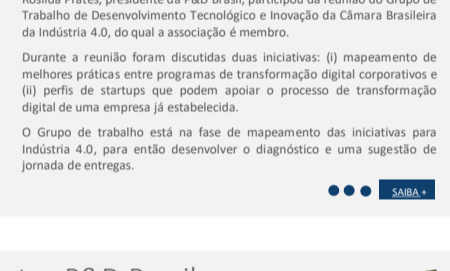 Rosilda Prates, presidente da P&D Brasil, participou da reunião do Grupo de
Trabalho de Desenvolvimento Tecnológico e Inovação da Câmara Brasileira
da Indústria 4.0, do qual a associação é membro.
Durante a reunião foram discutidas duas iniciativas: (i) mapeamento de
melhores práticas entre programas de transformação digital corporativos e
(ii) perfis de startups que podem apoiar o processo de transformação
digital de uma empresa já estabelecida.
O Grupo de trabalho está na fase de mapeamento das iniciativas para
Indústria 4.0, para então desenvolver o diagnóstico e uma sugestão de
jornada de entregas.
SAIBA +
P&D Brasil